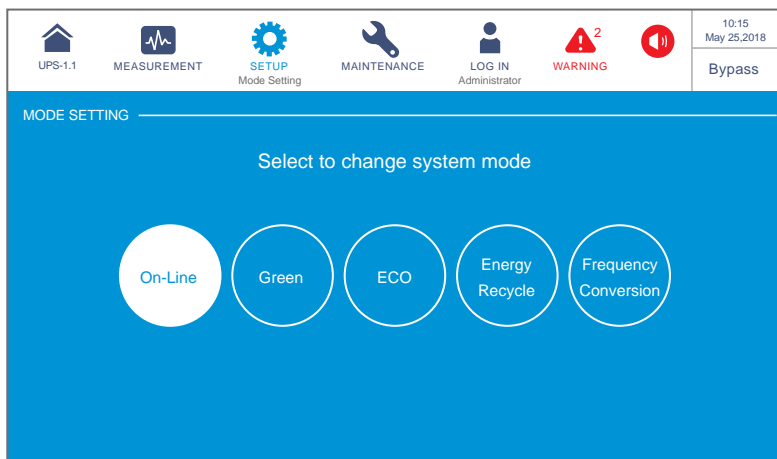 UPS-1.1
MEASUREMENT
SETUP
Mode Setting
MAINTENANCE
LOG IN
Administrator
2
WARNING
10:15
May 25,2018
Bypass
MODE SETTING
Select to change system mode
On-Line
Green
ECO
Energy
Recycle
Frequency
Conversion